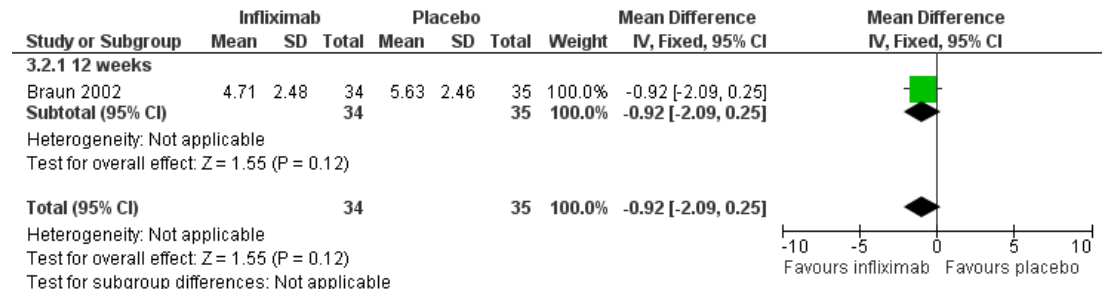 Infliximab Placebo Mean Difference Mean Difference
Study or Subgroup Mean SD Total Mean SD Total Weight IV, Fixed, 95% CI IV, Fixed, 95% CI
3.2.1 12 weeks
Braun 2002 4.71 2.48 34 5.63 2.46 35 100.0% -0.92 [-2.09, 0.25]
Subtotal (95% CI) 34 35 100.0% -0.92 [-2.09, 0.25]
Heterogeneity: Not applicable
Test for overall effect: Z = 1.55 (P = 0.12)
Total (95% CI) 34 35 100.0% -0.92 [-2.09, 0.25]
Heterogeneity: Not applicable
Test for overall effect: Z = 1.55 (P = 0.12)
Test for subgroup differences: Not applicable
-10 -5 0 5 10
Favours infliximab Favours placebo